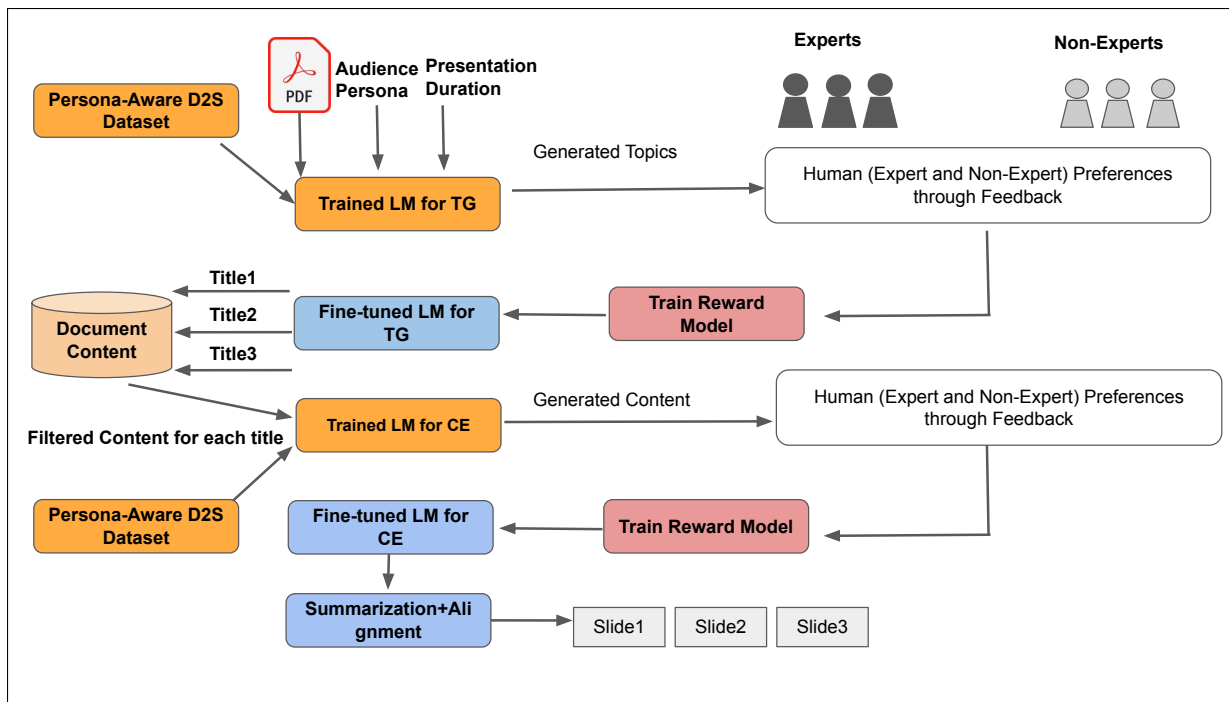 Experts
Non-Experts
Audience
Persona
Presentation
Duration
PDF
Persona-Aware D2S
Dataset
Generated Topics
Trained LM for TG
Human (Expert and Non-Expert) Preferences
through Feedback
Title1
Title2
Title3
Document
Content
Fine-tuned LM for
TG
Train Reward
Model
Filtered Content for each title
Trained LM for CE
Generated Content
Human (Expert and Non-Expert) Preferences
through Feedback
Persona-Aware D2S
Dataset
Fine-tuned LM for
CE
Train Reward Model
Summarization+Ali
gnment
Slide1
Slide2
Slide3